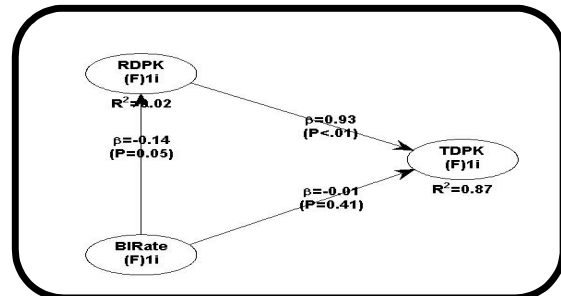 RDPK
(F)1i
R²=0.02
β=0.93
(P<.01)
β=-0.14
(P=0.05)
TDPK
(F)1i
R²=0.87
β=-0.01
(P=0.41)
BIRate
(F)1i